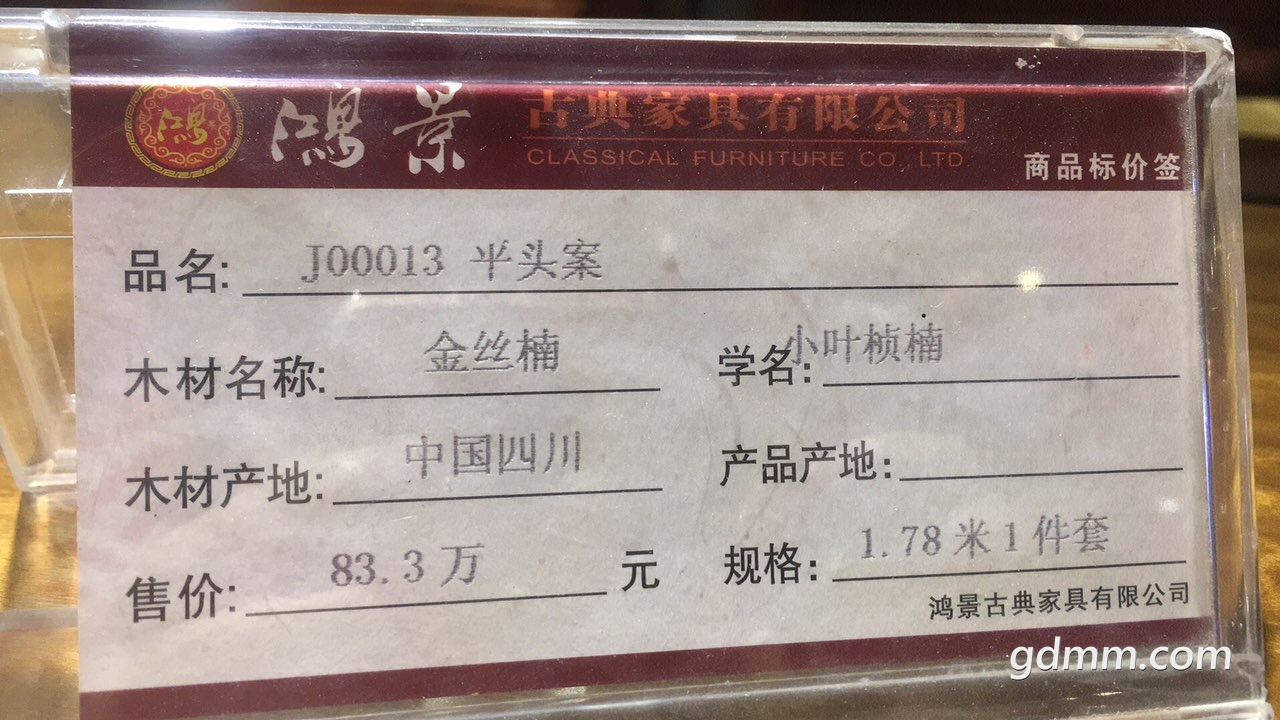 鸿景 鸿景 古典家具有限公司
CLASSICAL FURNITURE CO., LTD.
商品标价签
品名: J00013 平头案
木材名称: 金丝楠 学名: 小叶桢楠
木材产地: 中国四川 产品产地:
售价: 83.3万 元 规格: 1.78米1件套
鸿景古典家具有限公司
gdmm.com